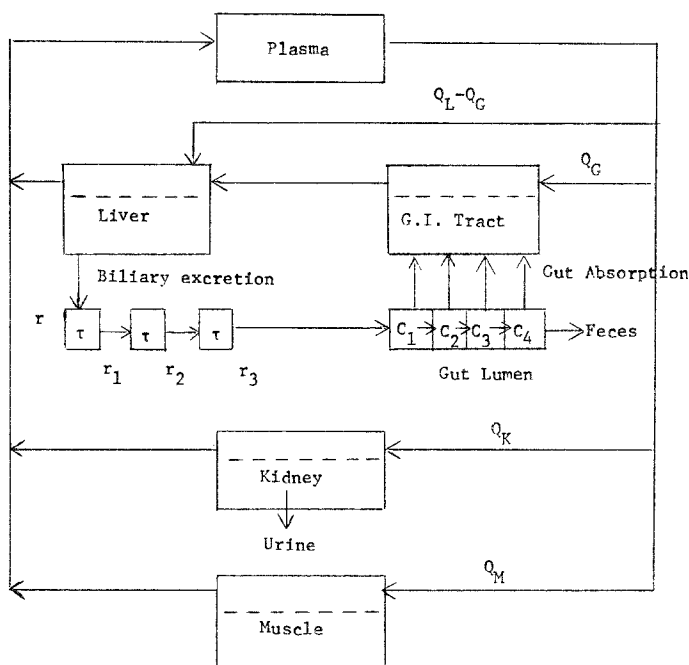 Plasma
Q_L-Q_G
Q_G
Liver
G.I. Tract
Biliary excretion
Gut Absorption
r
τ
τ
τ
C_1
C_2
C_3
C_4
Feces
r_1
r_2
r_3
Gut Lumen
Q_K
Kidney
Urine
Q_M
Muscle